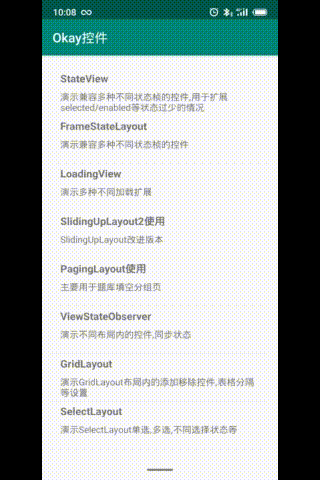 10:08
Okay控件
StateView
演示兼容多种不同状态桢的控件,用于扩展
selected/enabled等状态过少的情况
FrameStateLayout
演示兼容多种不同状态桢的控件
LoadingView
演示多种不同加载扩展
SlidingUpLayout2使用
SlidingUpLayout改进版本
PagingLayout使用
主要用于题库填空分组页
ViewStateObserver
演示不同布局内的控件,同步状态
GridLayout
演示GridLayout布局内的添加移除控件,表格分隔
等设置
SelectLayout
演示SelectLayout单选,多选,不同选择状态等